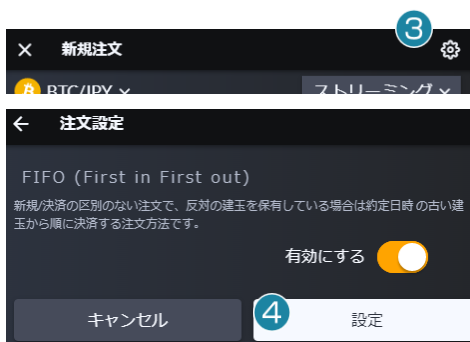 3
× 新規注文
BTC/JPY
ストリーミング
← 注文設定
FIFO (First in First out)
新規/決済の区別のない注文で、反対の建玉を保有している場合は約定日時の古い建
玉から順に決済する注文方法です。
有効にする
キャンセル
4
設定